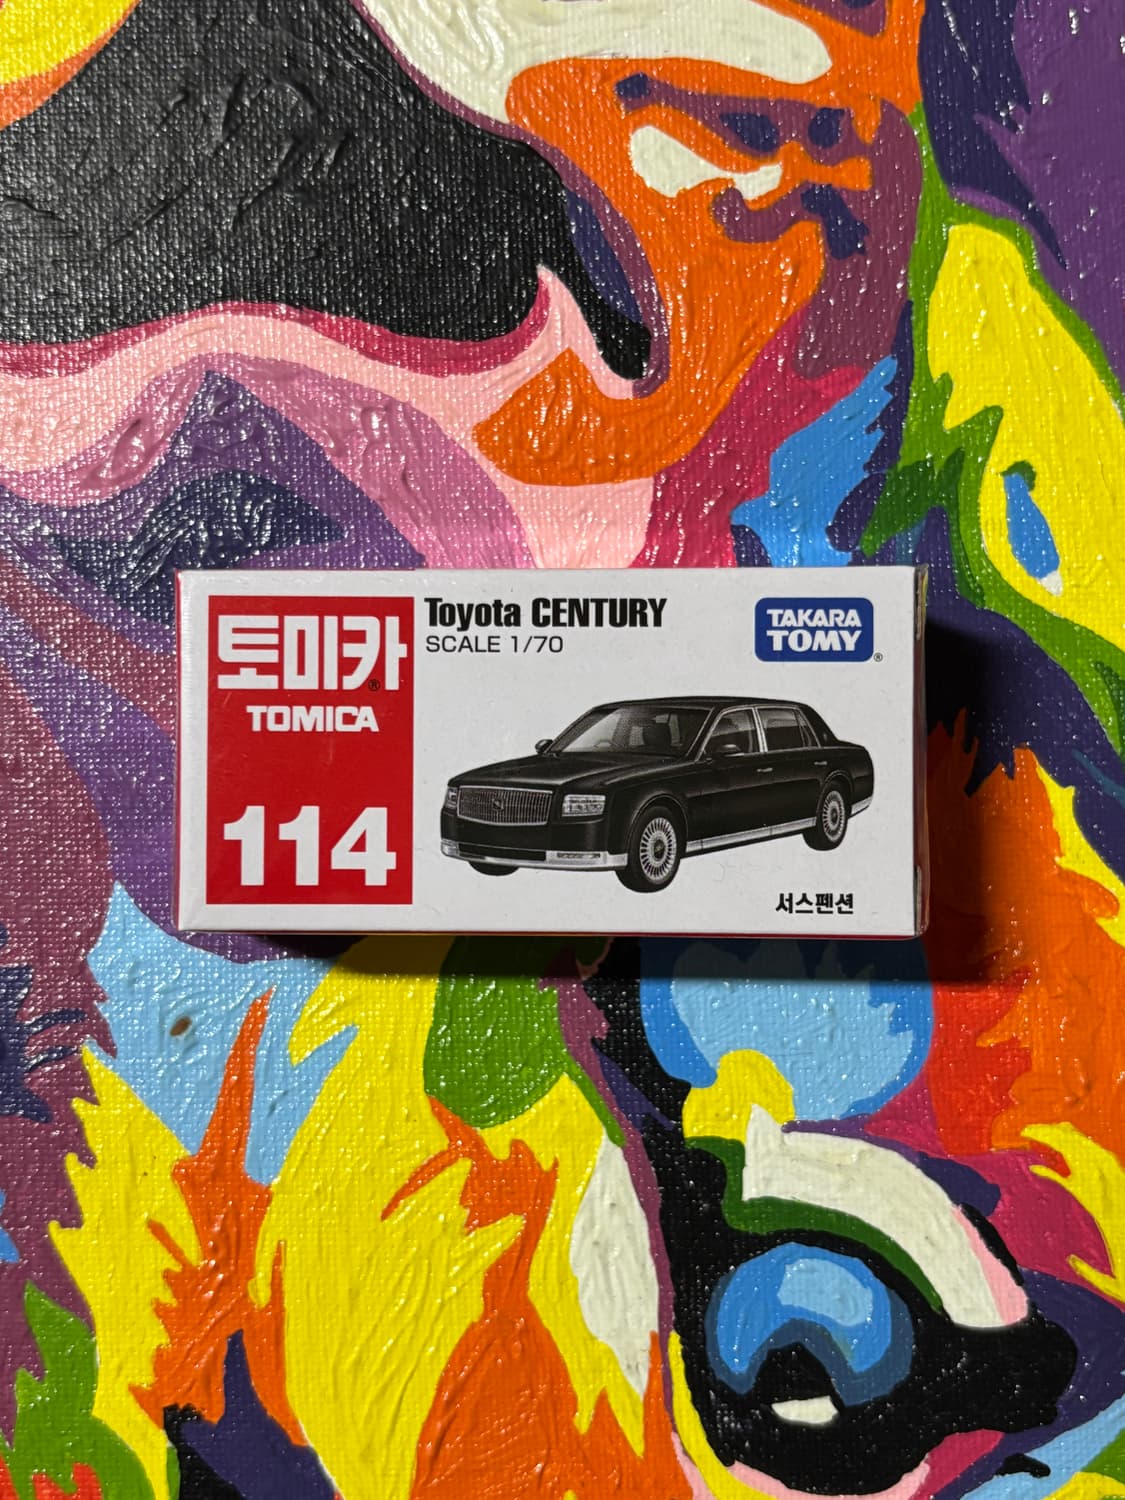 토미카®
TOMICA
114
Toyota CENTURY
SCALE 1/70
TAKARA
TOMY®
서스펜션